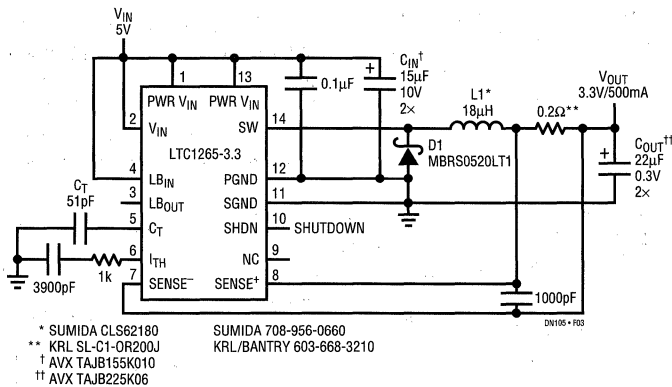 VIN
5V
1
13
PWR VIN
PWR VIN
2
VIN
LTC1265-3.3
SW
14
4
LBIN
PGND
12
3
LBOUT
SGND
11
5
CT
SHDN
10
SHUTDOWN
6
ITH
NC
9
7
SENSE−
SENSE+
8
0.1µF
+
CIN†
15µF
10V
2×
L1*
18µH
0.2Ω**
VOUT
3.3V/500mA
D1
MBRS0520LT1
+
COUT††
22µF
0.3V
2×
CT
51pF
1k
3900pF
1000pF
DN105 • F03
* SUMIDA CLS62180 SUMIDA 708-956-0660
** KRL SL-C1-OR200J KRL/BANTRY 603-668-3210
† AVX TAJB155K010
†† AVX TAJB225K06